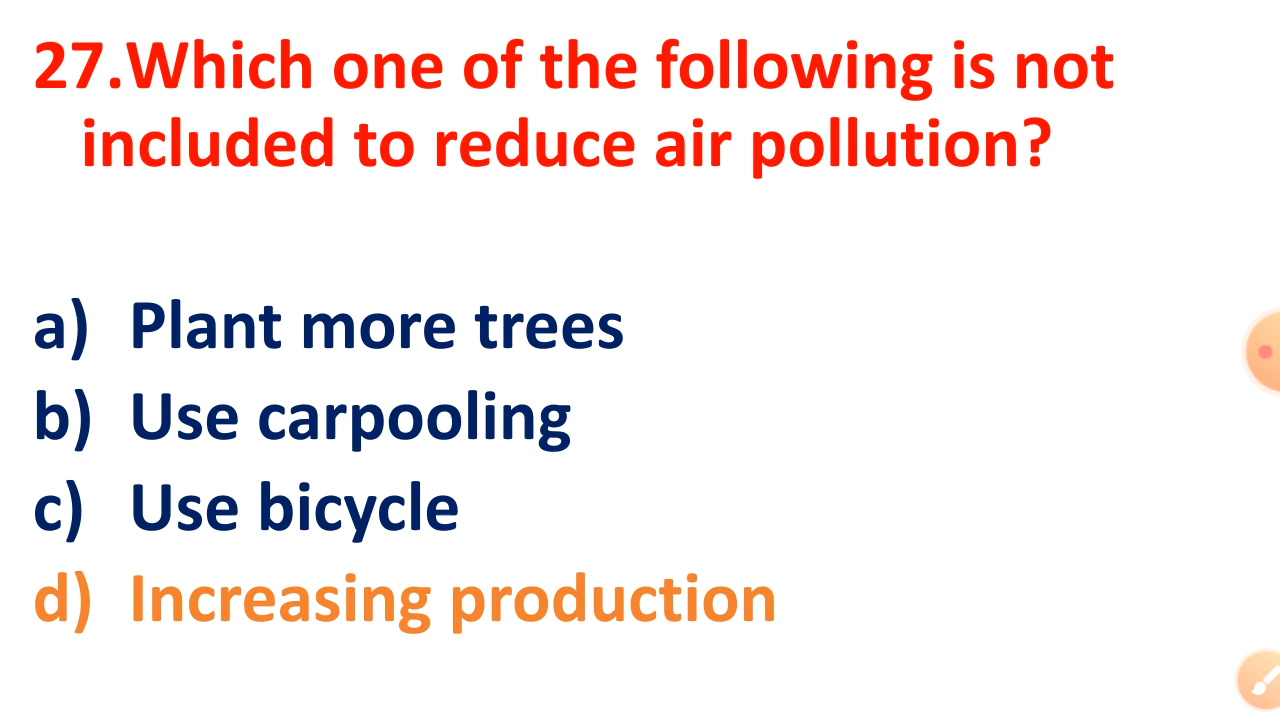 27.Which one of the following is not
included to reduce air pollution?
a) Plant more trees
b) Use carpooling
c) Use bicycle
d) Increasing production